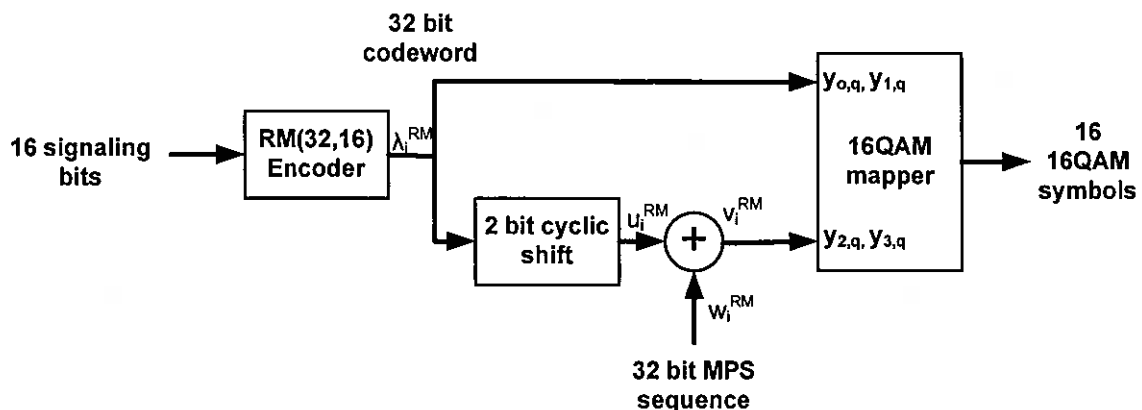 32 bit
codeword
16 signaling
bits
RM(32,16)
Encoder
λᵢᴿᴹ
2 bit cyclic
shift
uᵢᴿᴹ
+
vᵢᴿᴹ
wᵢᴿᴹ
32 bit MPS
sequence
y₀,q, y₁,q
16QAM
mapper
y₂,q, y₃,q
16
16QAM
symbols